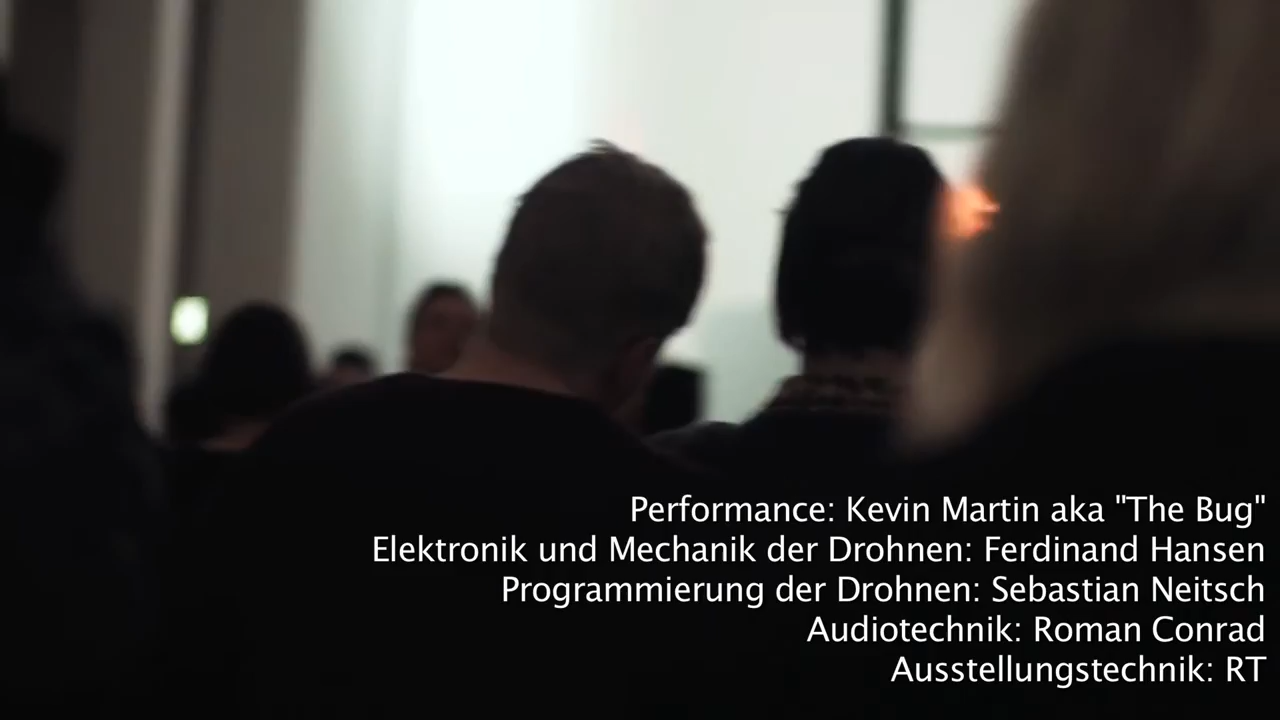 Performance: Kevin Martin aka "The Bug"
Elektronik und Mechanik der Drohnen: Ferdinand Hansen
Programmierung der Drohnen: Sebastian Neitsch
Audiotechnik: Roman Conrad
Ausstellungstechnik: RT